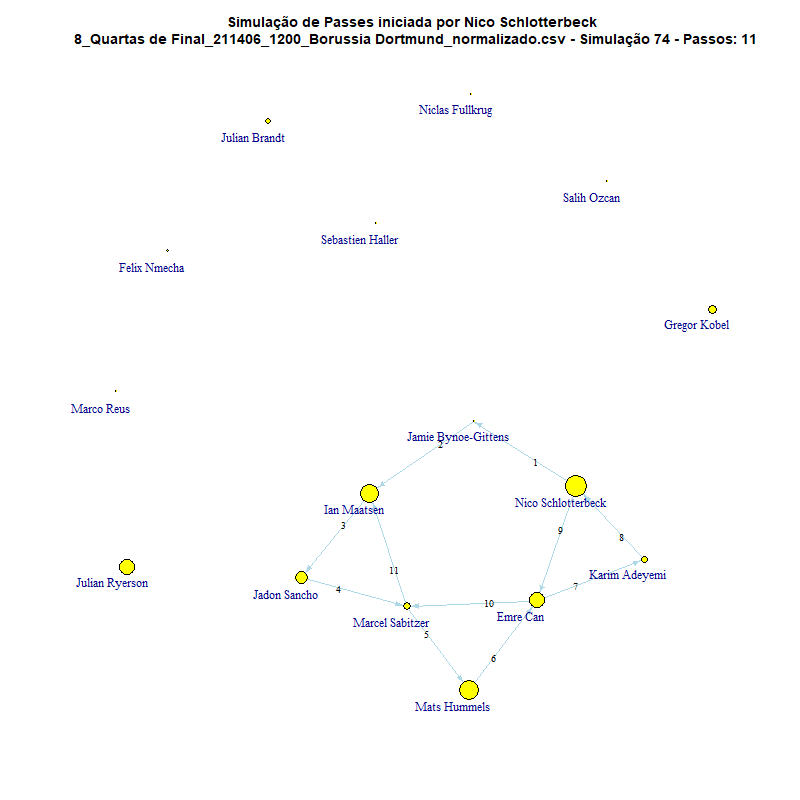 Simulação de Passes iniciada por Nico Schlotterbeck
8_Quartas de Final_211406_1200_Borussia Dortmund_normalizado.csv - Simulação 74 - Passos: 11
Niclas Fullkrug
Julian Brandt
Salih Ozcan
Sebastien Haller
Felix Nmecha
Gregor Kobel
Marco Reus
Jamie Bynoe-Gittens
2
1
Nico Schlotterbeck
Ian Maatsen
3
9
8
11
Karim Adeyemi
Julian Ryerson
7
Jadon Sancho
4
10
Emre Can
Marcel Sabitzer
5
6
Mats Hummels